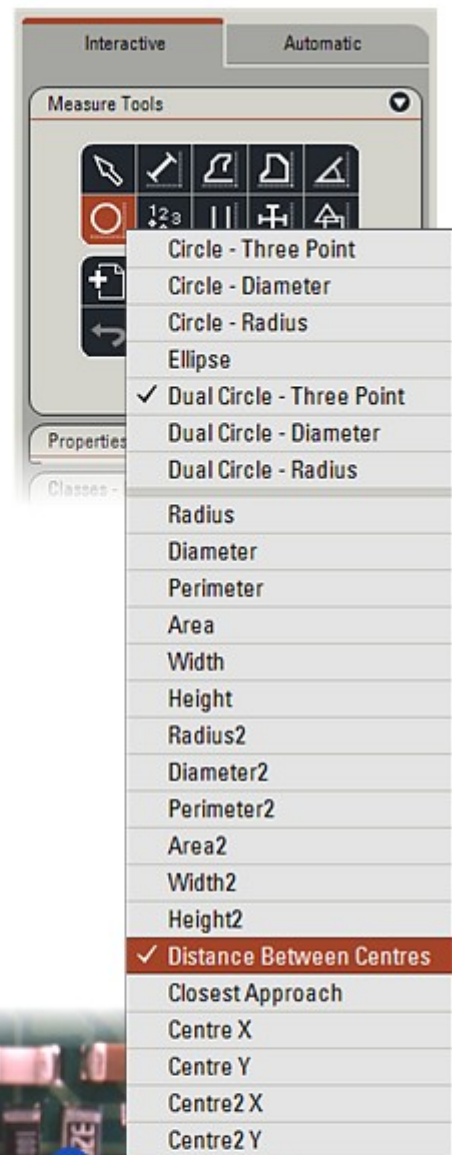 Interactive Automatic
Measure Tools
123
Circle - Three Point
Circle - Diameter
Circle - Radius
Ellipse
Dual Circle - Three Point
Properties
Dual Circle - Diameter
Dual Circle - Radius
Classes -
Radius
Diameter
Perimeter
Area
Width
Height
Radius2
Diameter2
Perimeter2
Area2
Width2
Height2
Distance Between Centres
Closest Approach
Centre X
Centre Y
Centre2 X
Centre2 Y